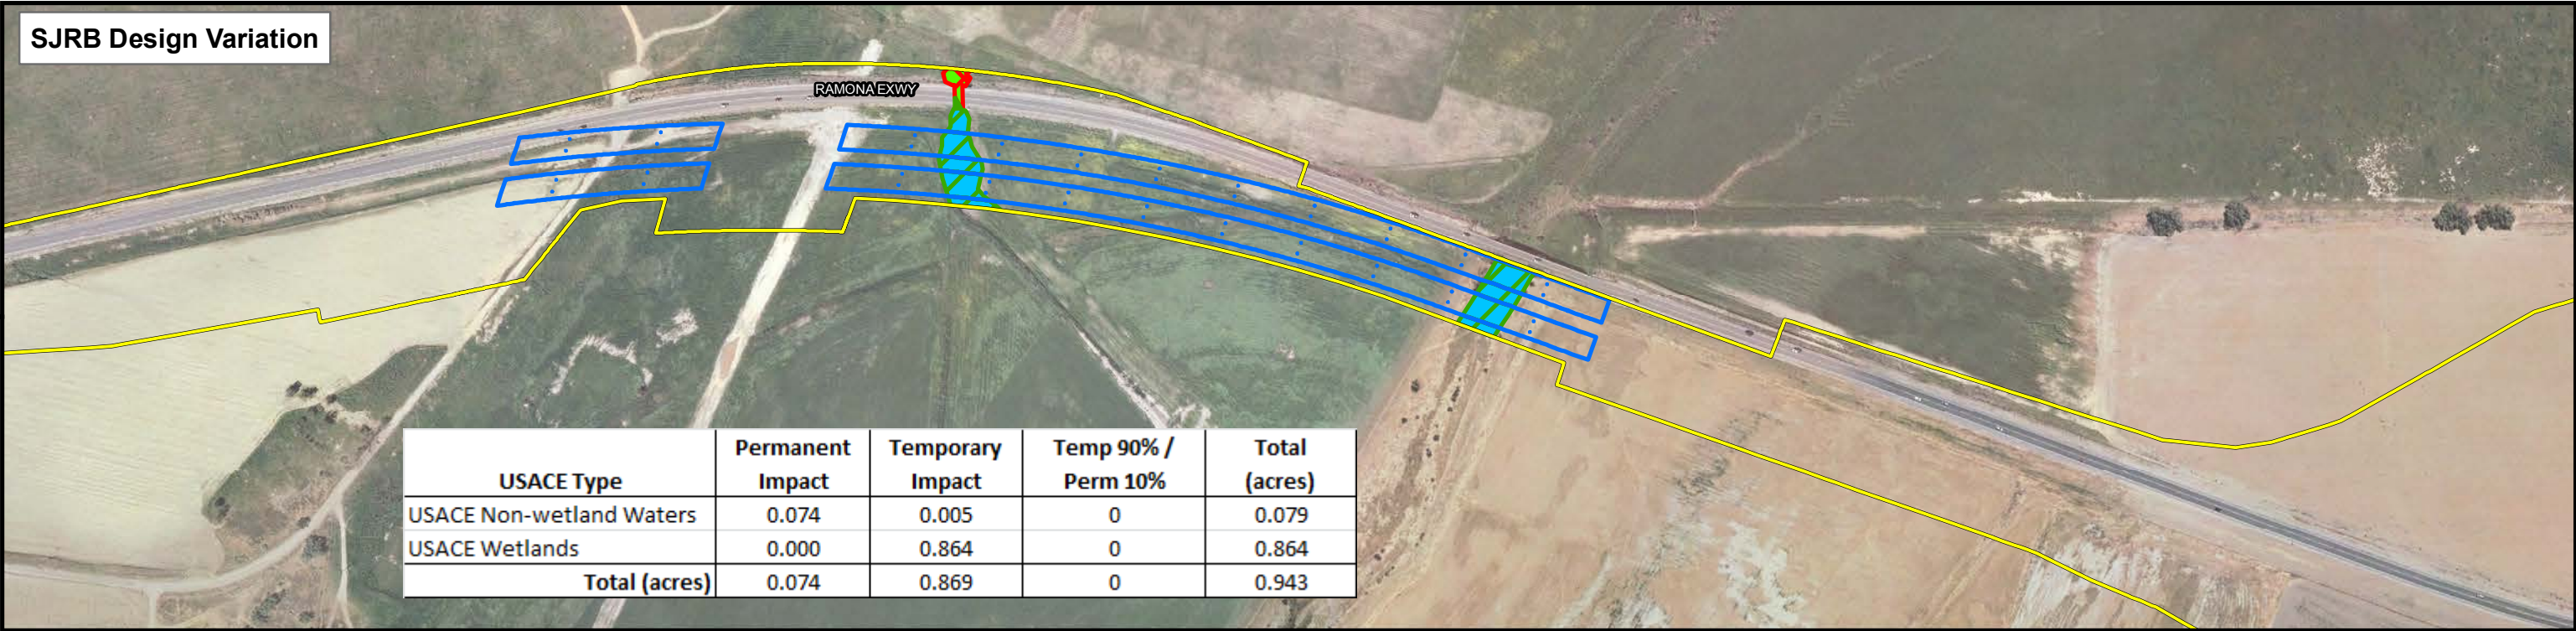 SJRB Design Variation
RAMONA EXWY
USACE Type Permanent Impact Temporary Impact Temp 90% / Perm 10% Total (acres)
USACE Non-wetland Waters 0.074 0.005 0 0.079
USACE Wetlands 0.000 0.864 0 0.864
Total (acres) 0.074 0.869 0 0.943